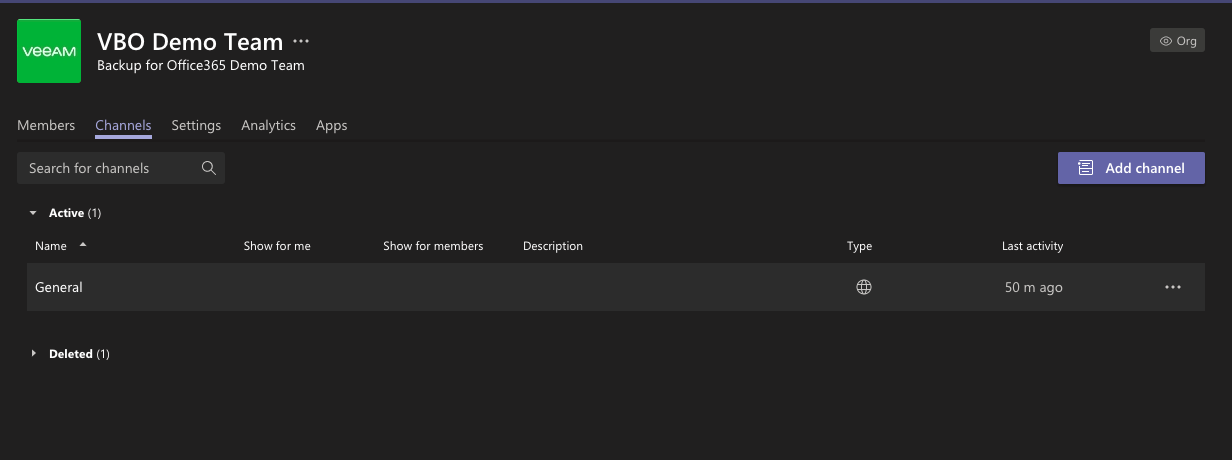 veeAM
VBO Demo Team ...
Backup for Office365 Demo Team
Org
Members Channels Settings Analytics Apps
Search for channels
Add channel
Active (1)
Name Show for me Show for members Description Type Last activity
General 50 m ago ...
Deleted (1)